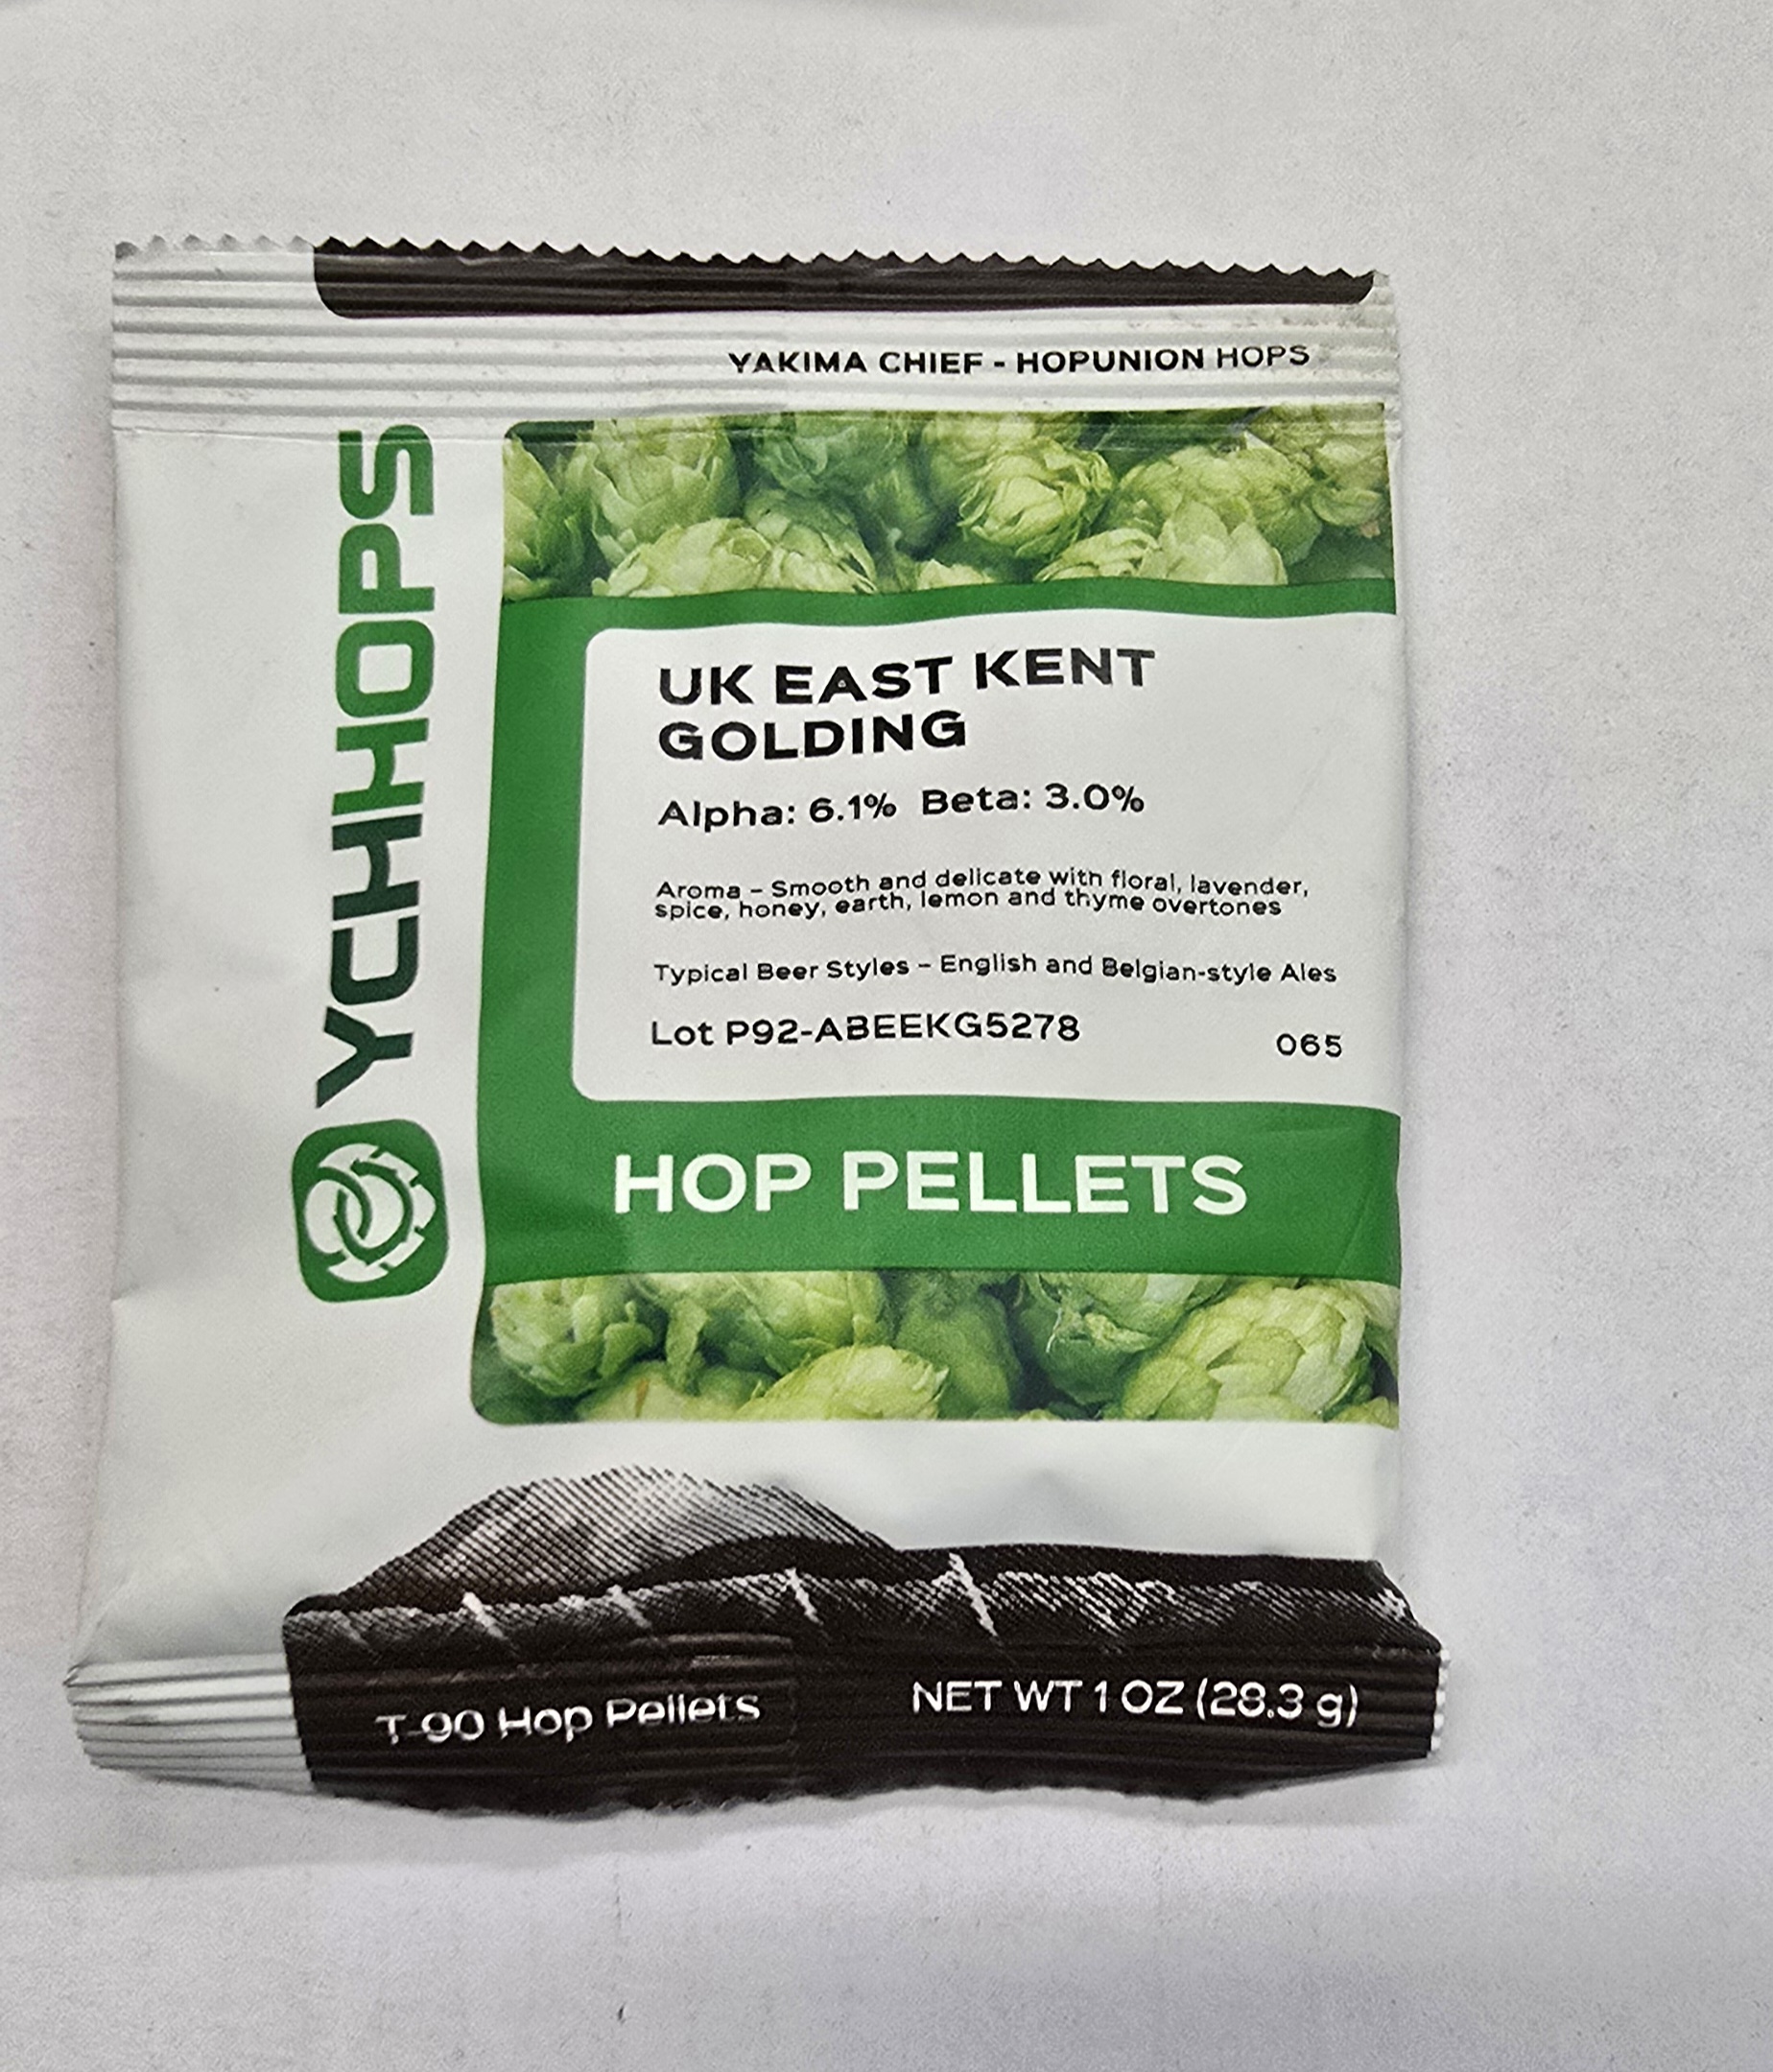 YAKIMA CHIEF - HOPUNION HOPS
YCHHOPS
UK EAST KENT
GOLDING
Alpha: 6.1% Beta: 3.0%
Aroma – Smooth and delicate with floral, lavender,
spice, honey, earth, lemon and thyme overtones
Typical Beer Styles – English and Belgian-style Ales
Lot P92-ABEEKG5278
065
HOP PELLETS
T-90 Hop Pellets
NET WT 1 OZ (28.3 g)